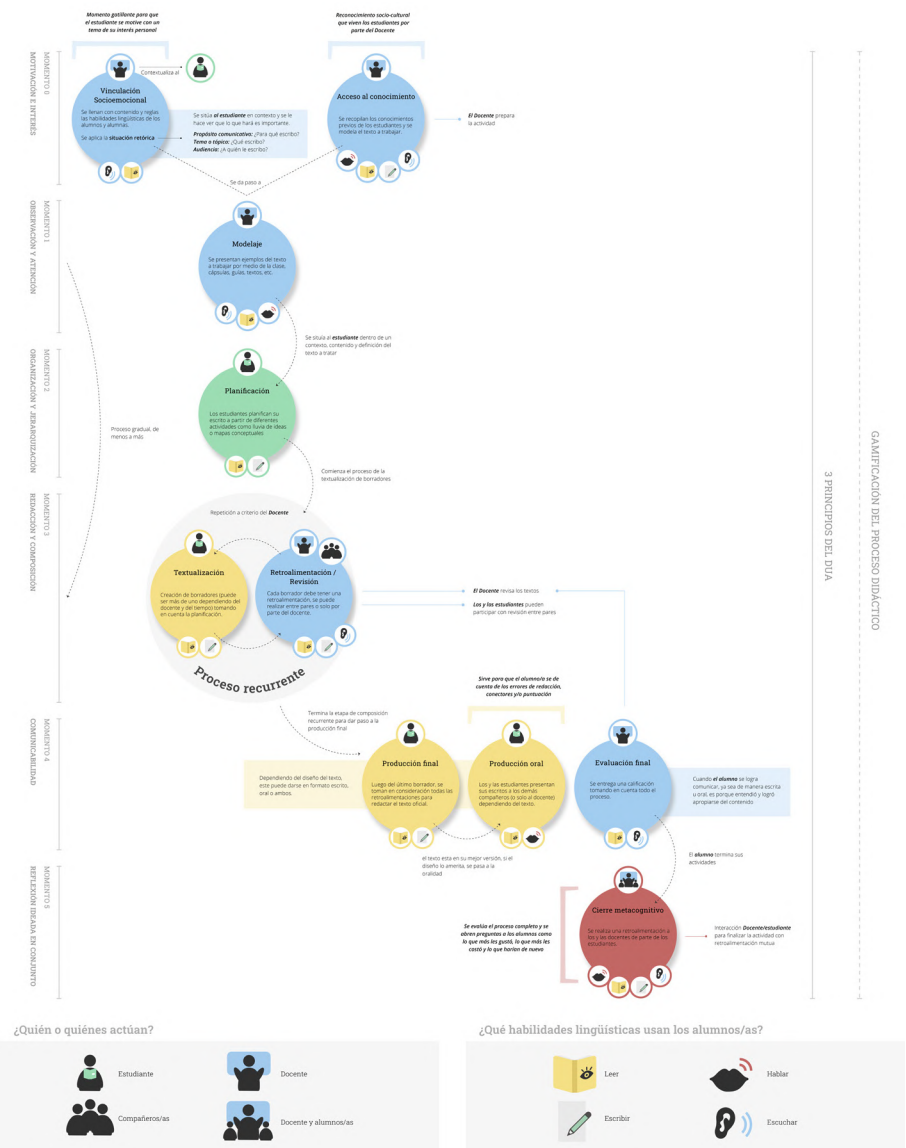 Momento gatillante para que
el estudiante se motive con un
tema de su interés personal
Reconocimiento socio-cultural
que viven los estudiantes por
parte del Docente
MOMENTO 0
MOTIVACIÓN E INTERÉS
Contextualiza al
Vinculación
Socioemocional
Se llenan con contenido y reglas
las habilidades lingüísticas de los
alumnos y alumnas.
Se aplica la situación retórica
Se sitúa al estudiante en contexto y se le
hace ver que lo que hará es importante.
Propósito comunicativo: ¿Para qué escribo?
Tema o tópico: ¿Qué escribo?
Audiencia: ¿A quién le escribo?
Acceso al conocimiento
Se recopilan los conocimientos
previos de los estudiantes y se
modela el texto a trabajar.
El Docente prepara
la actividad
Se da paso a
MOMENTO 1
OBSERVACIÓN Y ATENCIÓN
Modelaje
Se presentan ejemplos del texto
a trabajar por medio de la clase,
cápsulas, guías, textos, etc.
Se situla al estudiante dentro de un
contexto, contenido y definición del
texto a tratar
MOMENTO 2
ORGANIZACIÓN Y JERARQUIZACIÓN
Planificación
Los estudiantes planifican su
escrito a partir de diferentes
actividades como lluvia de ideas
o mapas conceptuales
Proceso gradual, de
menos a más
Comienza el proceso de la
textualización de borradores
MOMENTO 3
REDACCIÓN Y COMPOSICIÓN
Repetición a criterio del Docente
Textualización
Creación de borradores (puede
ser más de uno dependiendo del
docente y del tiempo) tomando
en cuenta la planificación.
Retroalimentación /
Revisión
Cada borrador debe tener una
retroalimentación, se puede
realizar entre pares o solo por
parte del docente.
Proceso recurrente
El Docente revisa los textos
Los y las estudiantes pueden
participar con revisión entre pares
3 PRINCIPIOS DEL DUA
GAMIFICACIÓN DEL PROCESO DIDÁCTICO
Sirve para que el alumno/a se de
cuenta de los errores de redacción,
conectores y/o puntuación
Termina la etapa de composición
recurrente para dar paso a la
producción final
MOMENTO 4
COMUNICABILIDAD
Dependiendo del diseño del texto,
este puede darse en formato escrito,
oral o ambos.
Producción final
Luego del último borrador, se
toman en consideración todas las
retroalimentaciones para
redactar el texto oficial.
Producción oral
Los y las estudiantes presentan
sus escritos a los demás
compañeros (o solo al docente)
dependiendo del texto.
Evaluación final
Se entrega una calificación
tomando en cuenta todo el
proceso.
Cuando el alumno se logra
comunicar, ya sea de manera escrita
u oral, es porque entendió y logró
apropiarse del contenido
el texto esta en su mejor versión, si el
diseño lo amerita, se pasa a la
oralidad
El alumno termina sus
actividades
MOMENTO 5
REFLEXIÓN IDEADA EN CONJUNTO
Se evalúa el proceso completo y se
abren preguntas a los alumnos como
lo que más les gustó, lo que más les
costó y lo que harían de nuevo
Cierre metacognitivo
Se realiza una retroalimentación a
los y las docentes de parte de los
estudiantes.
Interacción Docente/estudiante
para finalizar la actividad con
retroalimentación mutua
¿Quién o quiénes actúan?
Estudiante
Docente
Compañeros/as
Docente y alumnos/as
¿Qué habilidades lingüísticas usan los alumnos/as?
Leer
Hablar
Escribir
Escuchar